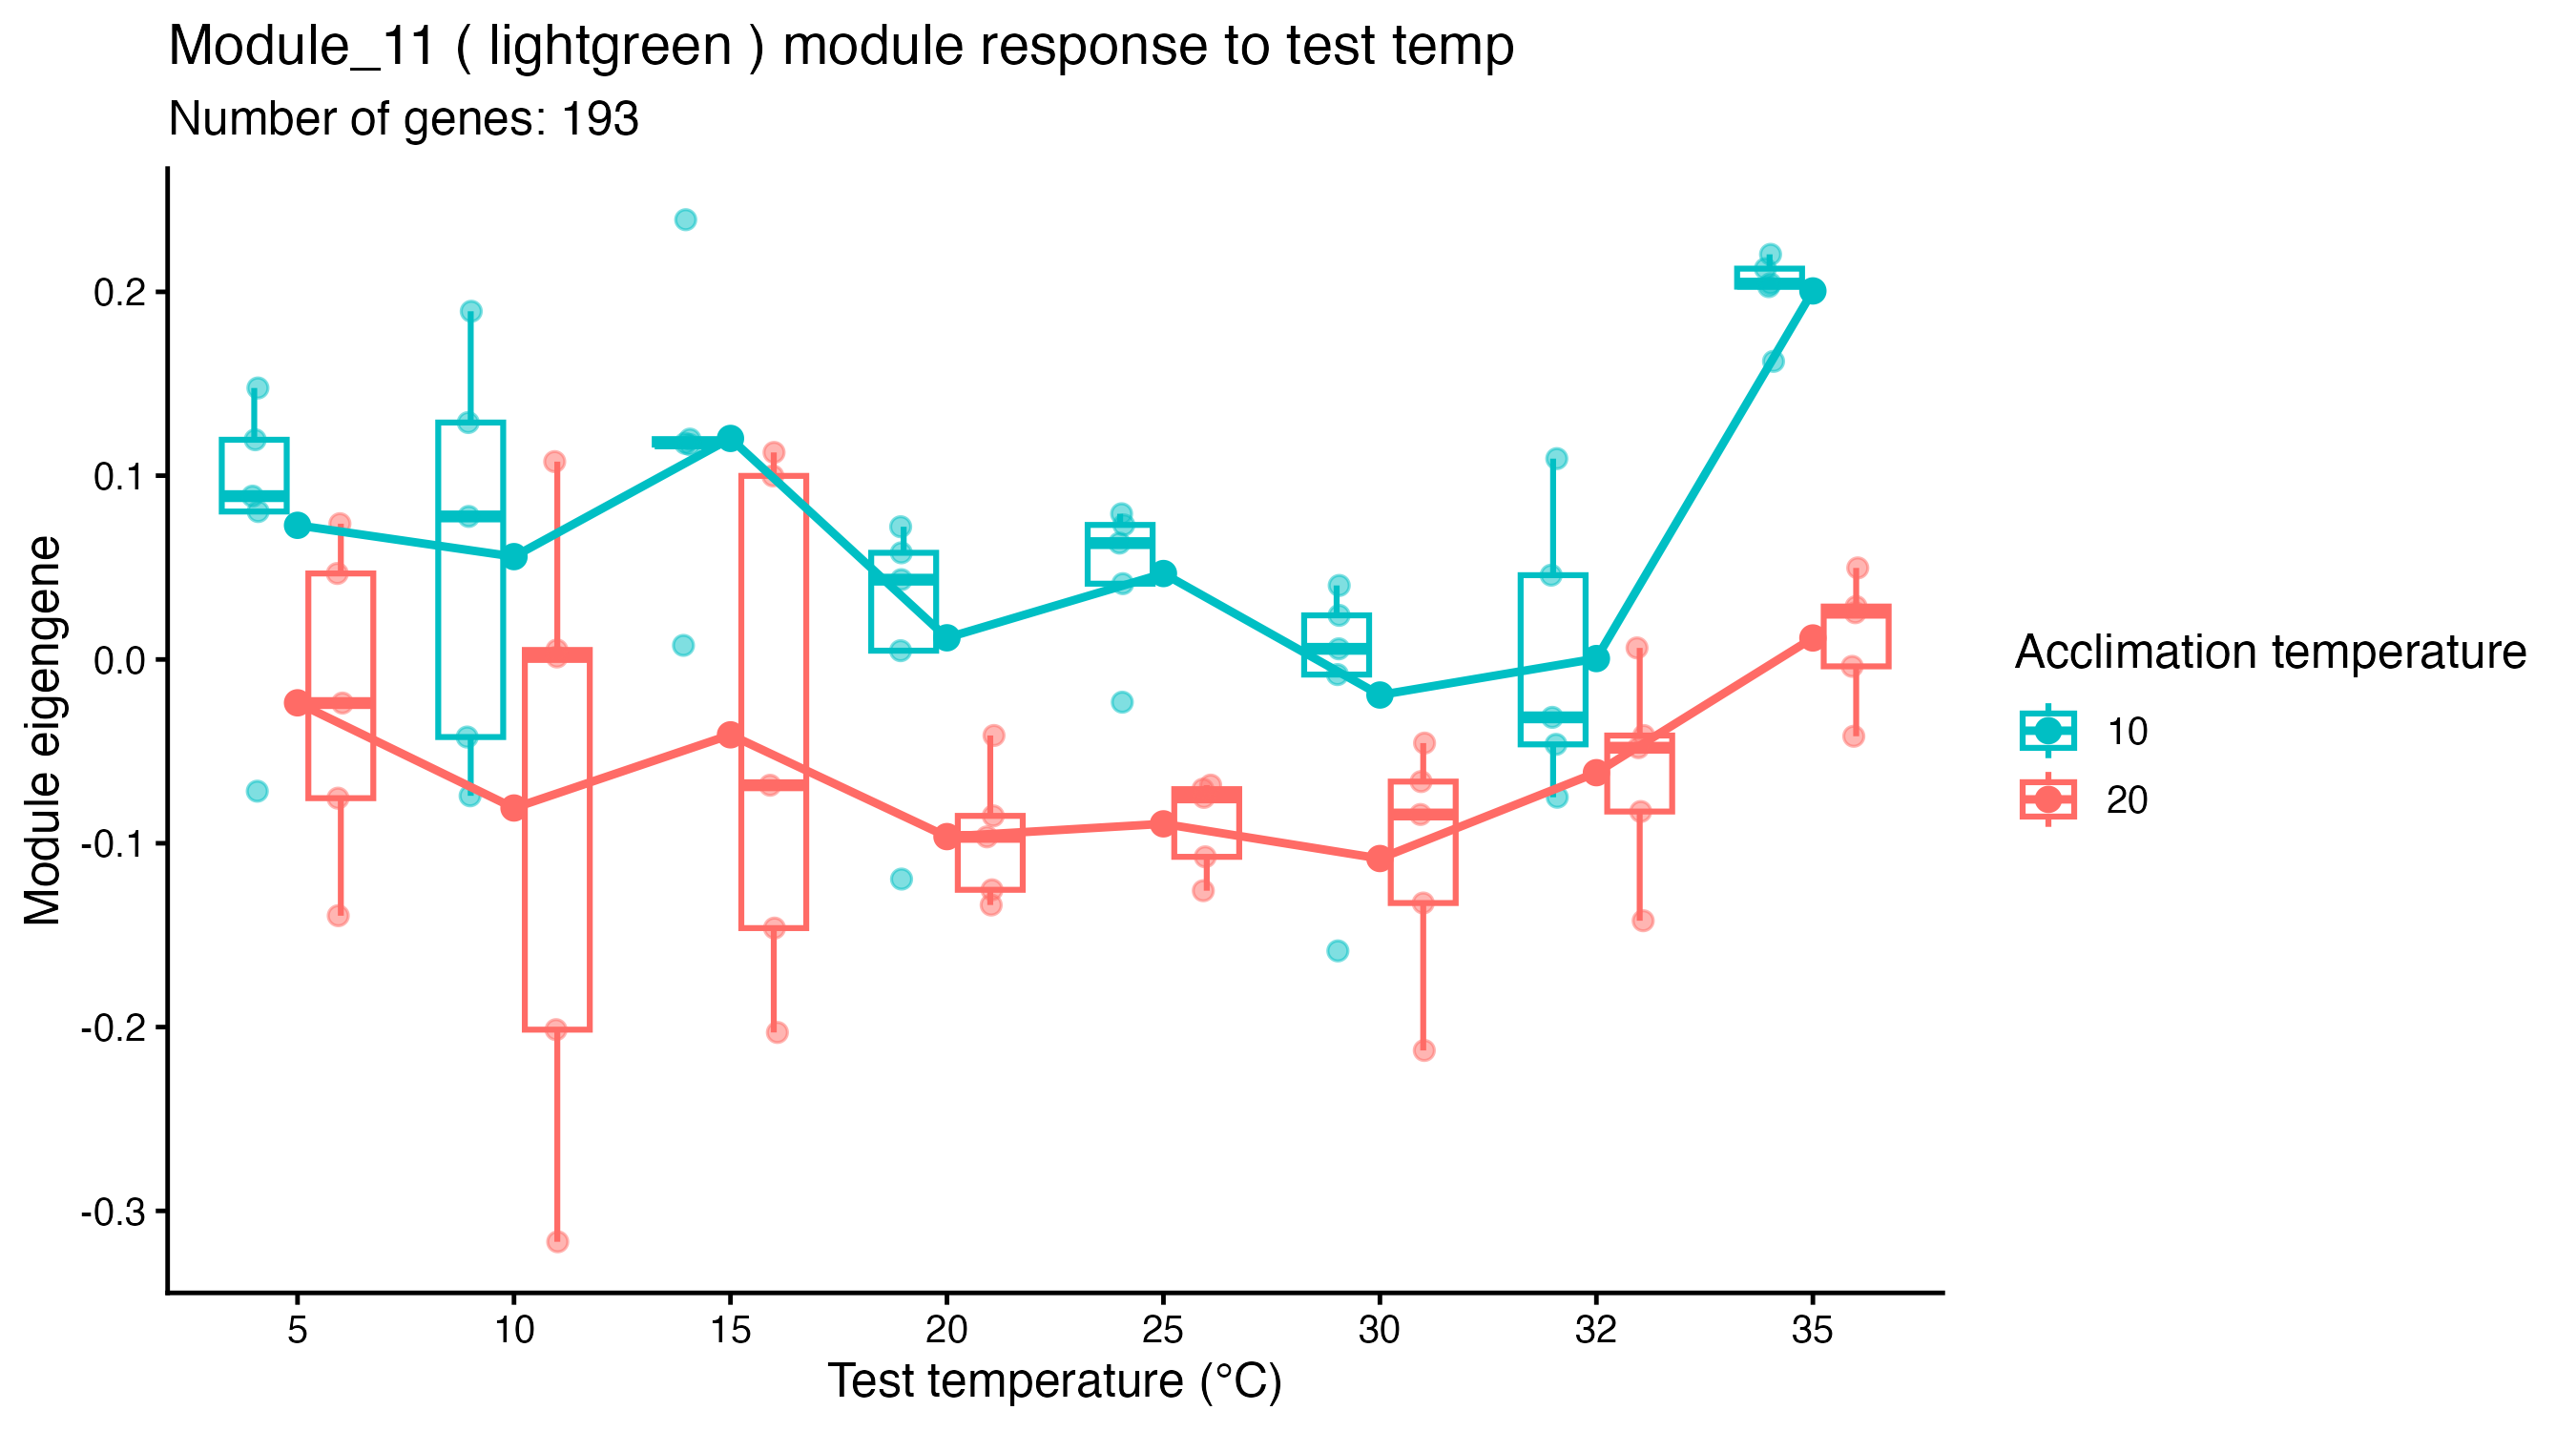 Module_11 ( lightgreen ) module response to test temp
Number of genes: 193
Module eigengene
0.2
0.1
0.0
-0.1
-0.2
-0.3
5 10 15 20 25 30 32 35
Test temperature (°C)
Acclimation temperature
10
20